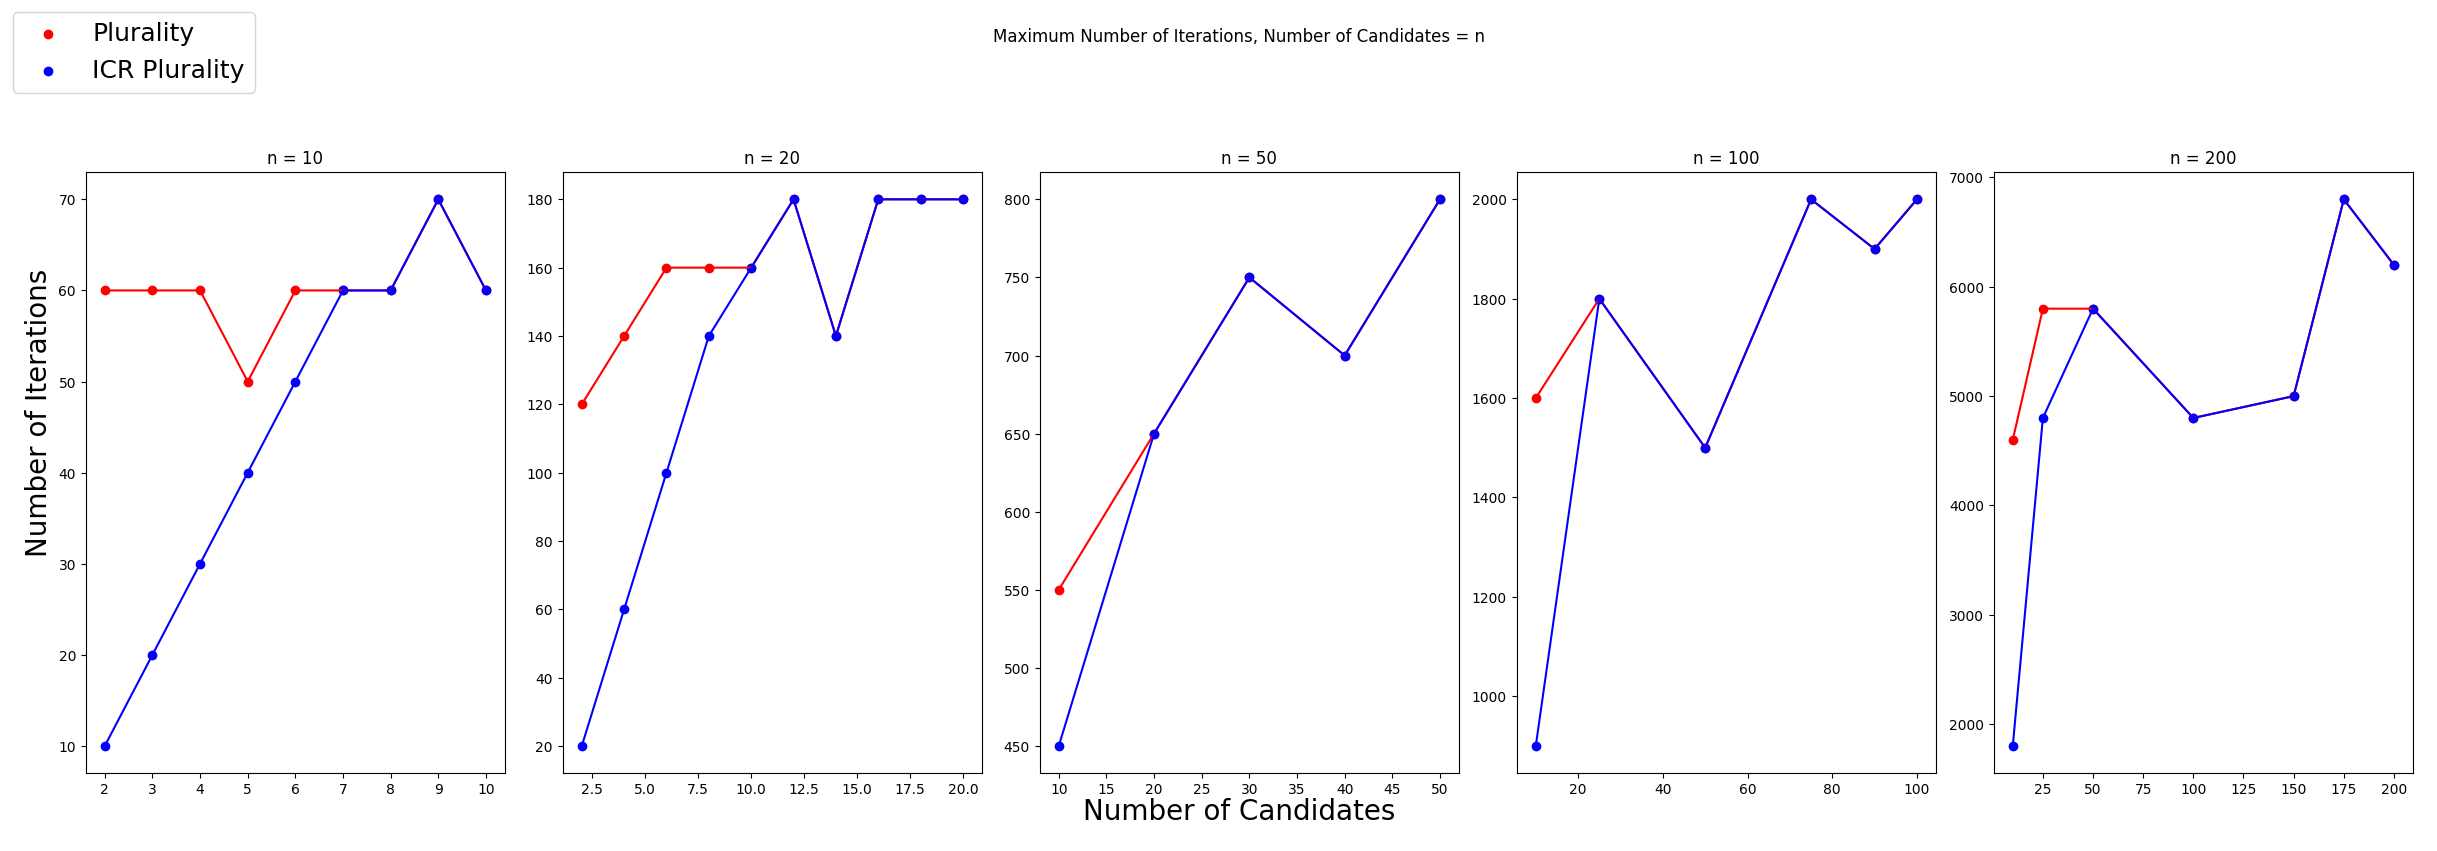 Plurality
ICR Plurality
Maximum Number of Iterations, Number of Candidates = n
Number of Iterations
n = 10
70
60
50
40
30
20
10
2 3 4 5 6 7 8 9 10
n = 20
180
160
140
120
100
80
60
40
20
2.5 5.0 7.5 10.0 12.5 15.0 17.5 20.0
n = 50
800
750
700
650
600
550
500
450
10 15 20 25 30 35 40 45 50
n = 100
2000
1800
1600
1400
1200
1000
20 40 60 80 100
n = 200
7000
6000
5000
4000
3000
2000
25 50 75 100 125 150 175 200
Number of Candidates